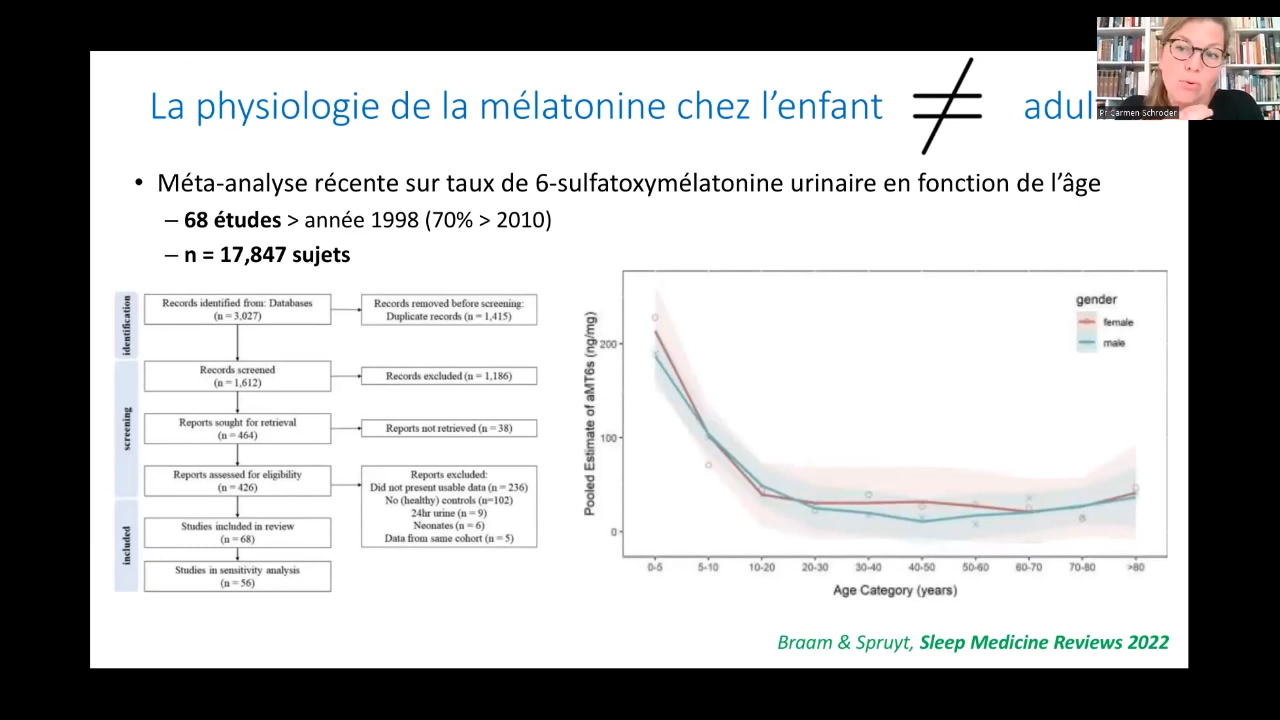 La physiologie de la mélatonine chez l'enfant ≠ adul
Pr Carmen Schroder
• Méta-analyse récente sur taux de 6-sulfatoxymélatonine urinaire en fonction de l'âge
– 68 études > année 1998 (70% > 2010)
– n = 17,847 sujets
identification
Records identified from: Databases
(n = 3,027)
Records removed before screening:
Duplicate records (n = 1,415)
screening
Records screened
(n = 1,612)
Records excluded (n = 1,186)
Reports sought for retrieval
(n = 464)
Reports not retrieved (n = 38)
Reports assessed for eligibility
(n = 426)
Reports excluded:
Did not present usable data (n = 236)
No (healthy) controls (n=102)
24hr urine (n = 9)
Neonates (n = 6)
Data from same cohort (n = 5)
included
Studies included in review
(n = 68)
Studies in sensitivity analysis
(n = 56)
Pooled Estimate of aMT6s (ng/mg)
200
100
0
gender
female
male
0-5 5-10 10-20 20-30 30-40 40-50 50-60 60-70 70-80 >80
Age Category (years)
Braam & Spruyt, Sleep Medicine Reviews 2022